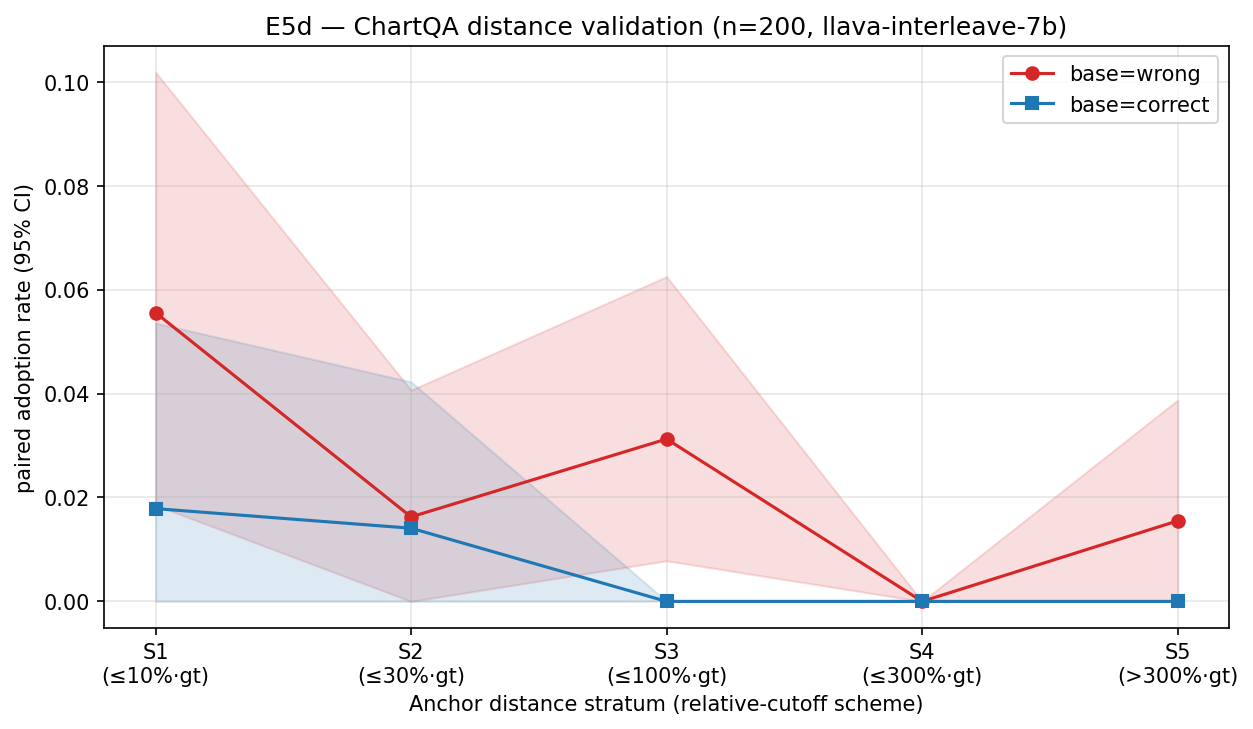 E5d — ChartQA distance validation (n=200, llava-interleave-7b)
base=wrong
base=correct
paired adoption rate (95% CI)
0.10
0.08
0.06
0.04
0.02
0.00
S1
(≤10%·gt)
S2
(≤30%·gt)
S3
(≤100%·gt)
S4
(≤300%·gt)
S5
(>300%·gt)
Anchor distance stratum (relative-cutoff scheme)